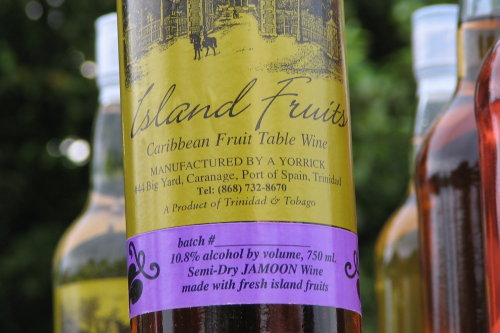 Island Fruits
Caribbean Fruit Table Wine
MANUFACTURED BY A YORRICK
#44 Big Yard, Caranage, Port of Spain, Trinidad
Tel: (868) 732-8670
A Product of Trinidad & Tobago
batch #_______________
10.8% alcohol by volume, 750 ml.
Semi-Dry JAMOON Wine
made with fresh island fruits